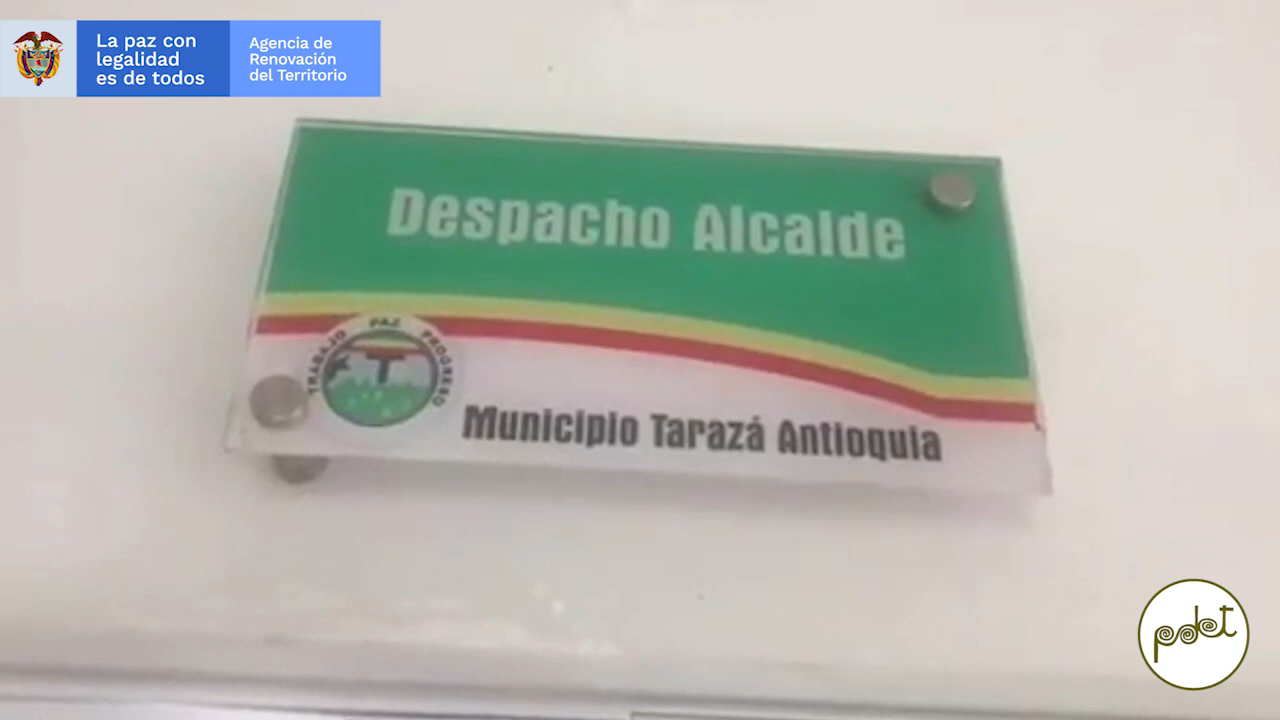 La paz con
legalidad
es de todos
Agencia de
Renovación
del Territorio
Despacho Alcalde
TRABAJO PAZ PROGRESO
Municipio Tarazá Antioquia
pdet